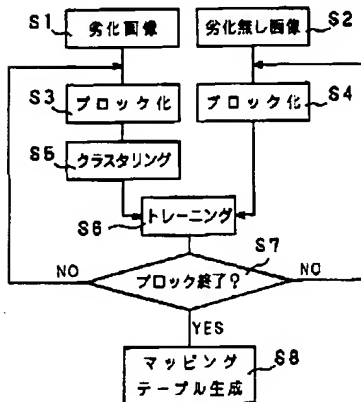 S1
劣化画像
劣化無し画像
S2
S3
ブロック化
ブロック化
S4
S5
クラスタリング
トレーニング
S6
S7
NO
ブロック終了?
NO
YES
マッピング
テーブル生成
S8